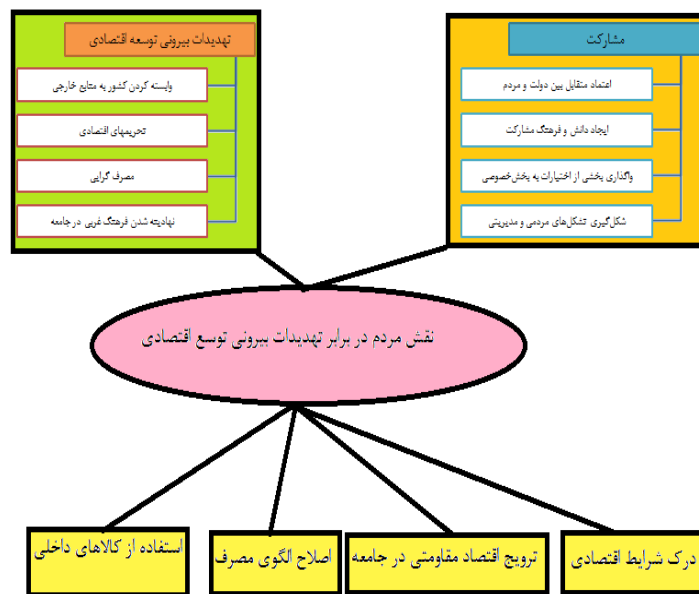 مشارکت
اعتماد متقابل بین دولت و مردم
ایجاد دانش و فرهنگ مشارکت
واگذاری بخشی از اختیارات به بخش‌خصوصی
شکل‌گیری تشکل‌های مردمی و مدیریتی
تهدیدات بیرونی توسعه اقتصادی
وابسته کردن کشور به منابع خارجی
تحریمهای اقتصادی
مصرف گرایی
نهادینه شدن فرهنگ غربی در جامعه
نقش مردم در برابر تهدیدات بیرونی توسع اقتصادی
درک شرایط اقتصادی
ترویج اقتصاد مقاومتی در جامعه
اصلاح الگوی مصرف
استفاده از کالاهای داخلی